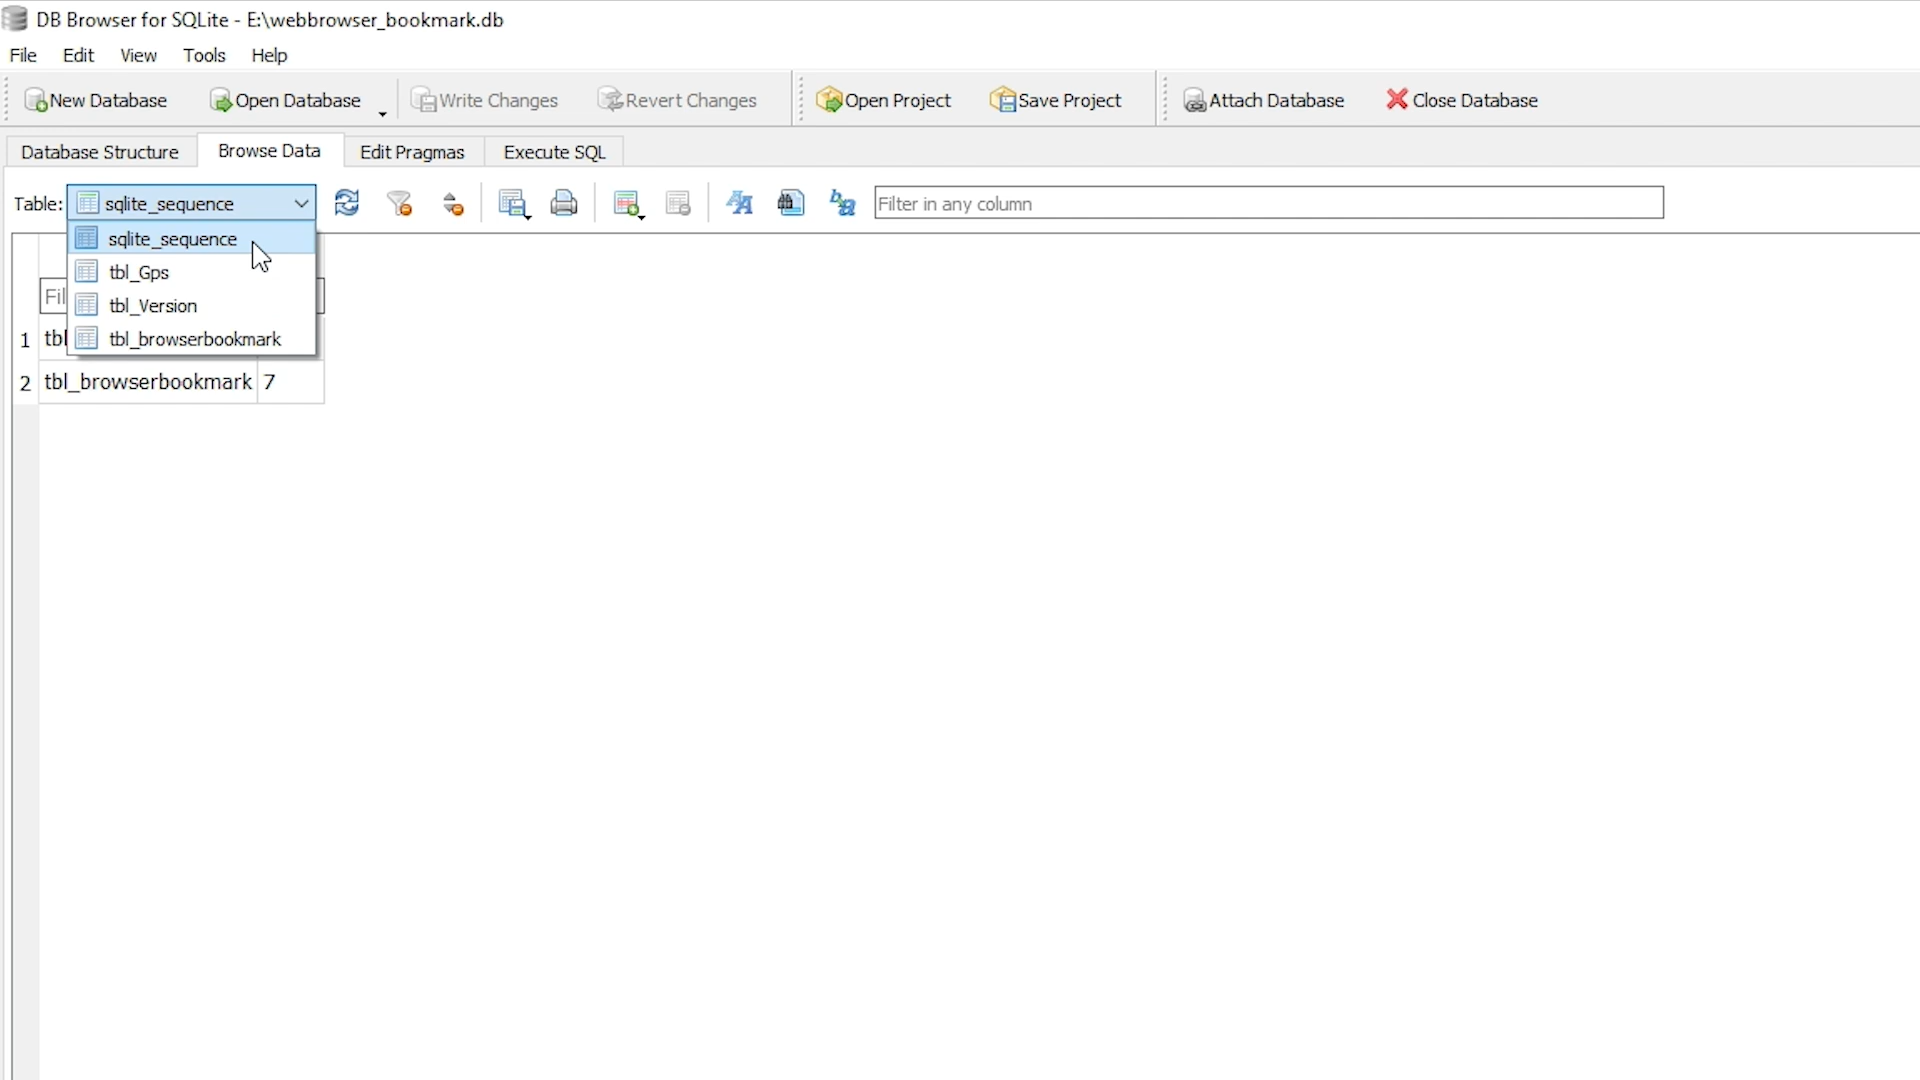 DB Browser for SQLite - E:\webbrowser_bookmark.db
File Edit View Tools Help
New Database Open Database Write Changes Revert Changes Open Project Save Project Attach Database Close Database
Database Structure Browse Data Edit Pragmas Execute SQL
Table: sqlite_sequence Filter in any column
sqlite_sequence
tbl_Gps
Fil tbl_Version
1 tbl tbl_browserbookmark
2 tbl_browserbookmark 7